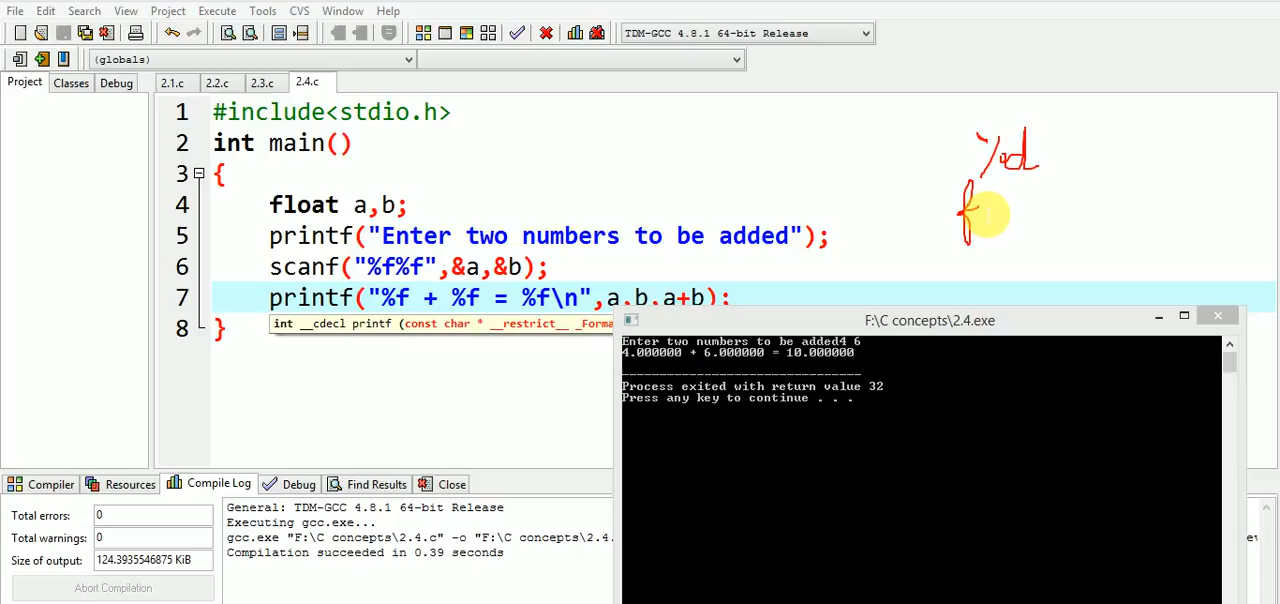 File Edit Search View Project Execute Tools CVS Window Help
TDM-GCC 4.8.1 64-bit Release
(globals)
Project Classes Debug 2.1.c 2.2.c 2.3.c 2.4.c
1 #include<stdio.h>
2 int main()
3 {
4 float a,b;
5 printf("Enter two numbers to be added");
6 scanf("%f%f",&a,&b);
7 printf("%f + %f = %f\n",a,b,a+b);
int __cdecl printf (const char * __restrict__ _Forma
8 }
%d
f
F:\C concepts\2.4.c
Enter two numbers to be added4 6
4.000000 + 6.000000 = 10.000000
--------------------------------
Process exited with return value 32
Press any key to continue . . .
Compiler Resources Compile Log Debug Find Results Close
Total errors: 0
Total warnings: 0
Size of output: 124.3935546875 KiB
Abort Compilation
General: TDM-GCC 4.8.1 64-bit Release
Executing gcc.exe...
gcc.exe "F:\C concepts\2.4.c" -o "F:\C concepts\2.4.
Compilation succeeded in 0.39 seconds